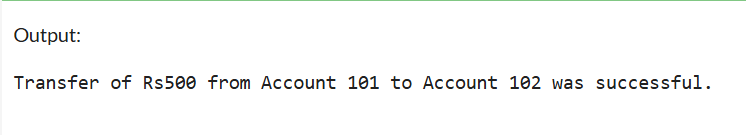 Output:
Transfer of Rs500 from Account 101 to Account 102 was successful.